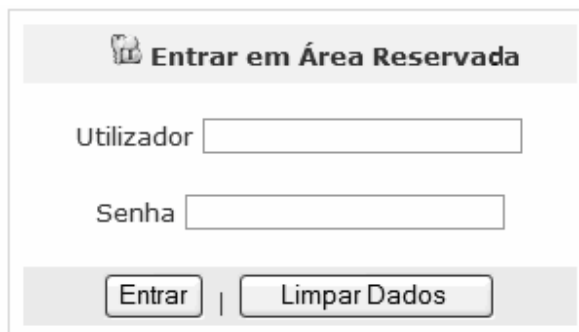 Entrar em Área Reservada
Utilizador
Senha
Entrar | Limpar Dados